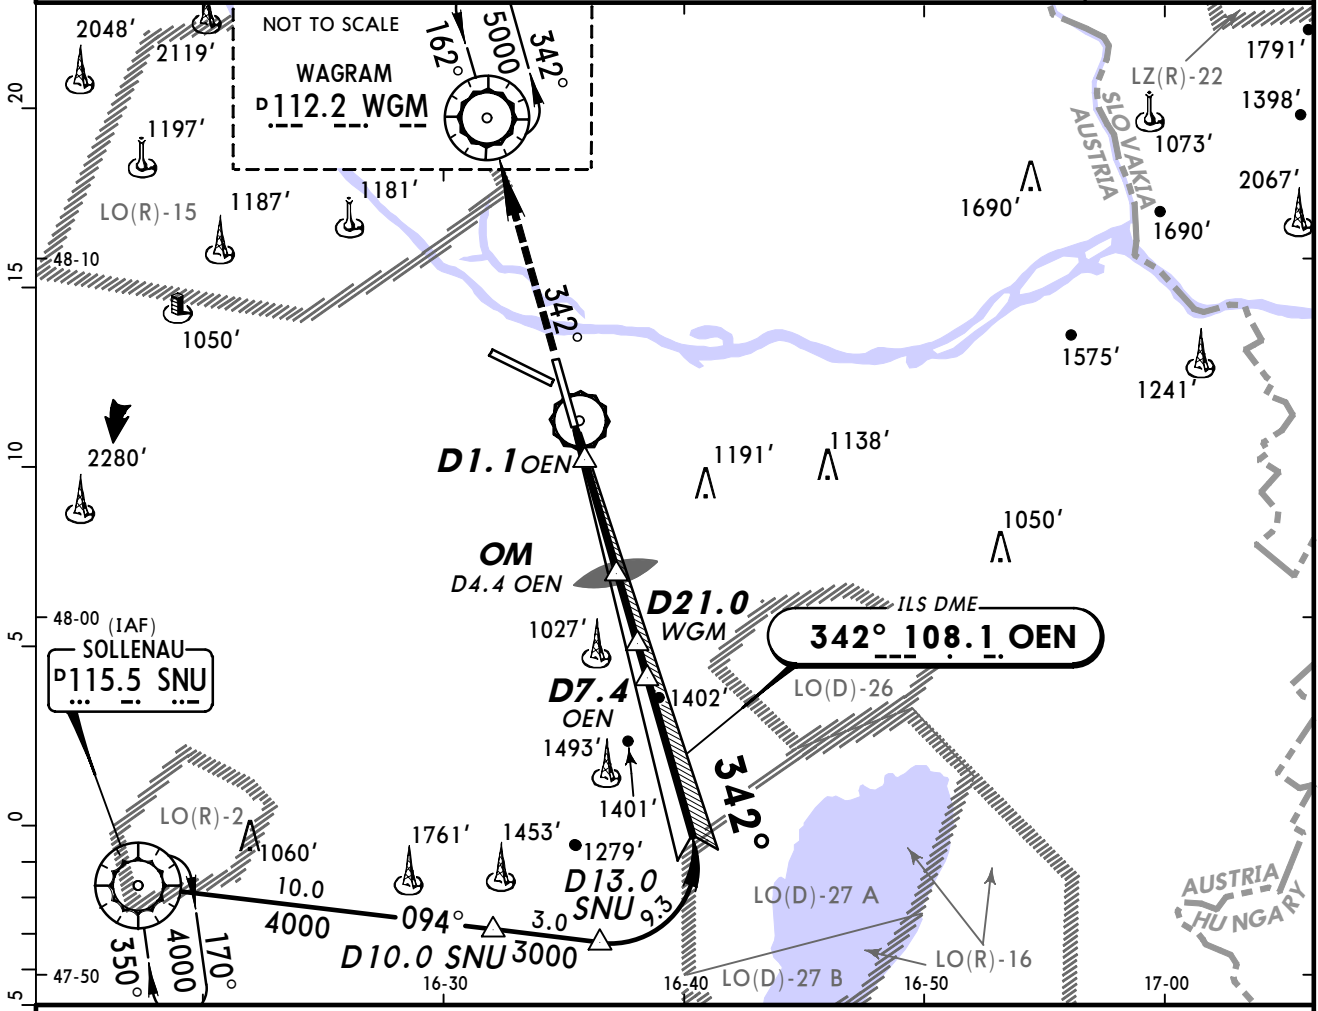 NOT TO SCALE
WAGRAM
D112.2 WGM
162°
5000
342°
2048'
2119'
1197'
LO(R)-15
1187'
1181'
48-10
1050'
20
15
10
5
0
5
LZ(R)-22
1791'
1398'
SLOVAKIA
AUSTRIA
1073'
2067'
1690'
1690'
1575'
1241'
342°
2280'
D1.1 OEN
1191'
1138'
1050'
OM
D4.4 OEN
D21.0
WGM
48-00
(IAF)
SOLLENAU
D115.5 SNU
1027'
ILS DME
342° 108.1 OEN
LO(D)-26
D7.4
OEN
1402'
1493'
1401'
342°
LO(R)-2
1060'
1761'
1453'
1279'
D13.0
SNU
10.0
4000
094°
3.0
9.3
D10.0 SNU
3000
350°
4000
170°
LO(D)-27 A
LO(D)-27 B
LO(R)-16
AUSTRIA
HUNGARY
47-50
16-30
16-40
16-50
17-00